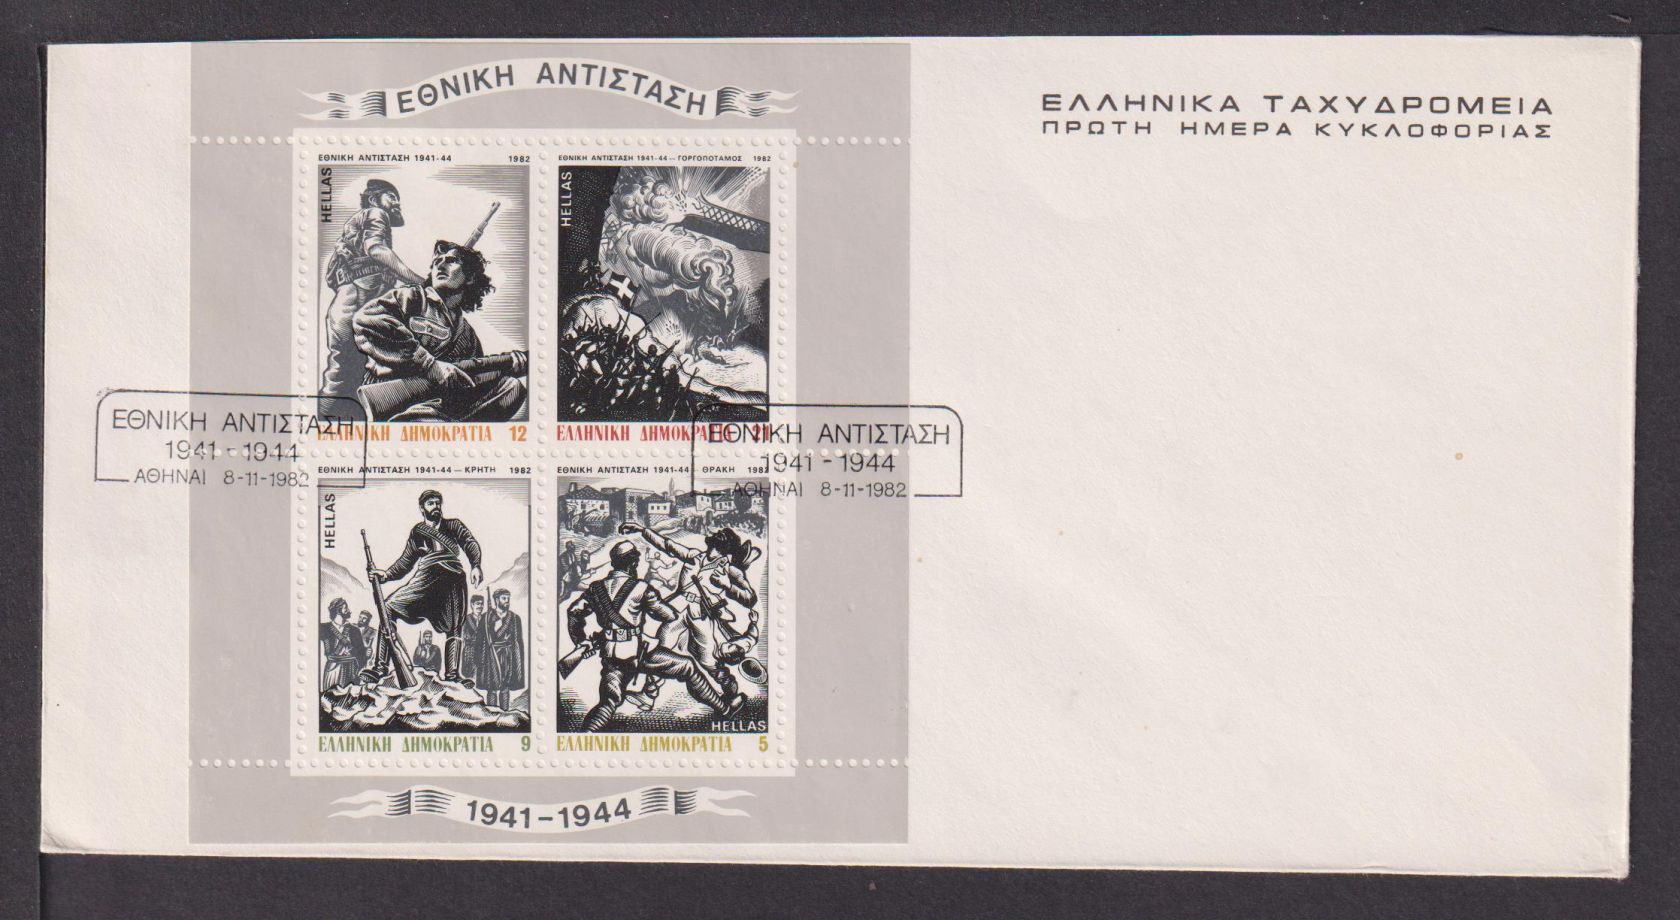 ΕΘΝΙΚΗ ΑΝΤΙΣΤΑΣΗ
ΕΛΛΗΝΙΚΑ ΤΑΧΥΔΡΟΜΕΙΑ
ΠΡΩΤΗ ΗΜΕΡΑ ΚΥΚΛΟΦΟΡΙΑΣ
ΕΘΝΙΚΗ ΑΝΤΙΣΤΑΣΗ 1941-44 1982
HELLAS
ΕΛΛΗΝΙΚΗ ΔΗΜΟΚΡΑΤΙΑ 12
ΕΘΝΙΚΗ ΑΝΤΙΣΤΑΣΗ 1941-44 — ΓΟΡΓΟΠΟΤΑΜΟΣ 1982
HELLAS
ΕΛΛΗΝΙΚΗ ΔΗΜΟΚΡΑΤΙΑ 21
ΕΘΝΙΚΗ ΑΝΤΙΣΤΑΣΗ
1941-1944
ΑΘΗΝΑΙ 8-11-1982
ΕΘΝΙΚΗ ΑΝΤΙΣΤΑΣΗ
1941-1944
ΑΘΗΝΑΙ 8-11-1982
ΕΘΝΙΚΗ ΑΝΤΙΣΤΑΣΗ 1941-44 — ΚΡΗΤΗ 1982
HELLAS
ΕΛΛΗΝΙΚΗ ΔΗΜΟΚΡΑΤΙΑ 9
ΕΘΝΙΚΗ ΑΝΤΙΣΤΑΣΗ 1941-44 — ΘΡΑΚΗ 1982
HELLAS
ΕΛΛΗΝΙΚΗ ΔΗΜΟΚΡΑΤΙΑ 5
1941-1944